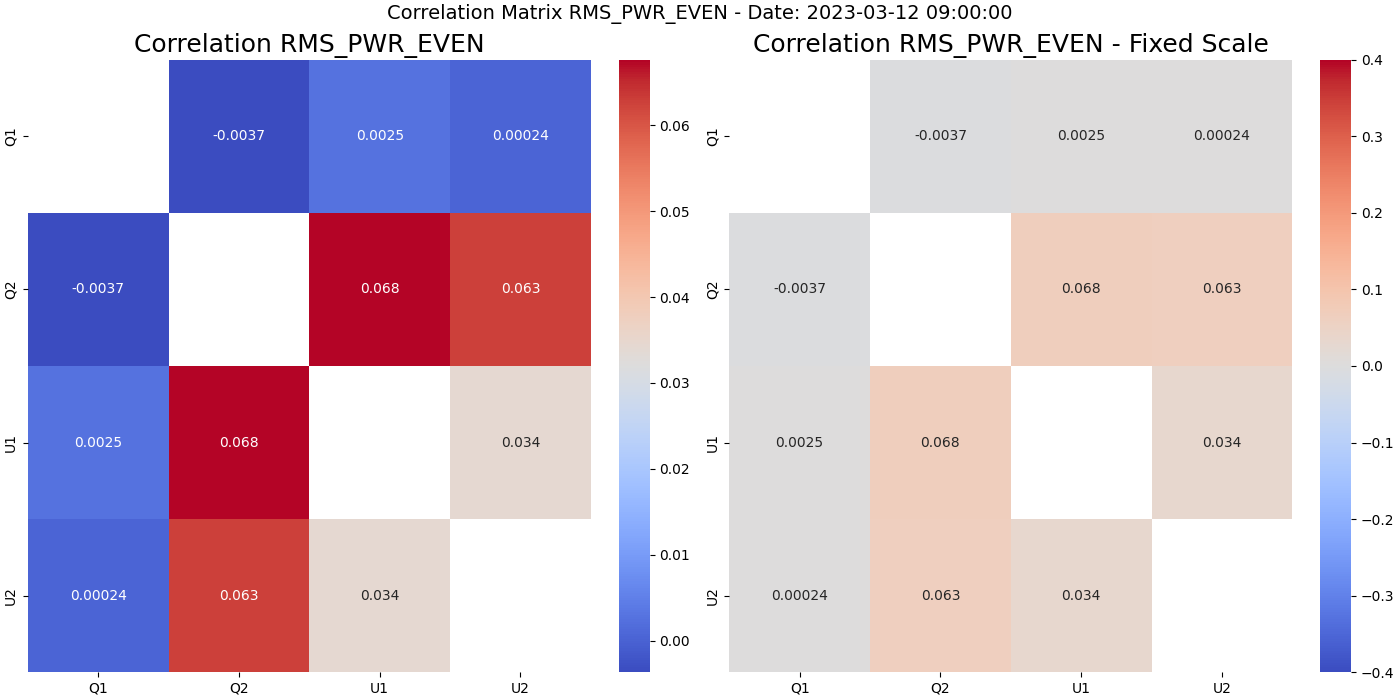 Correlation Matrix RMS_PWR_EVEN - Date: 2023-03-12 09:00:00
Correlation RMS_PWR_EVEN
Q1
Q2
U1
U2
-0.0037
0.0025
0.00024
-0.0037
0.068
0.063
0.0025
0.068
0.034
0.00024
0.063
0.034
Q1
Q2
U1
U2
0.06
0.05
0.04
0.03
0.02
0.01
0.00
Correlation RMS_PWR_EVEN - Fixed Scale
Q1
Q2
U1
U2
-0.0037
0.0025
0.00024
-0.0037
0.068
0.063
0.0025
0.068
0.034
0.00024
0.063
0.034
Q1
Q2
U1
U2
0.4
0.3
0.2
0.1
0.0
−0.1
−0.2
−0.3
−0.4